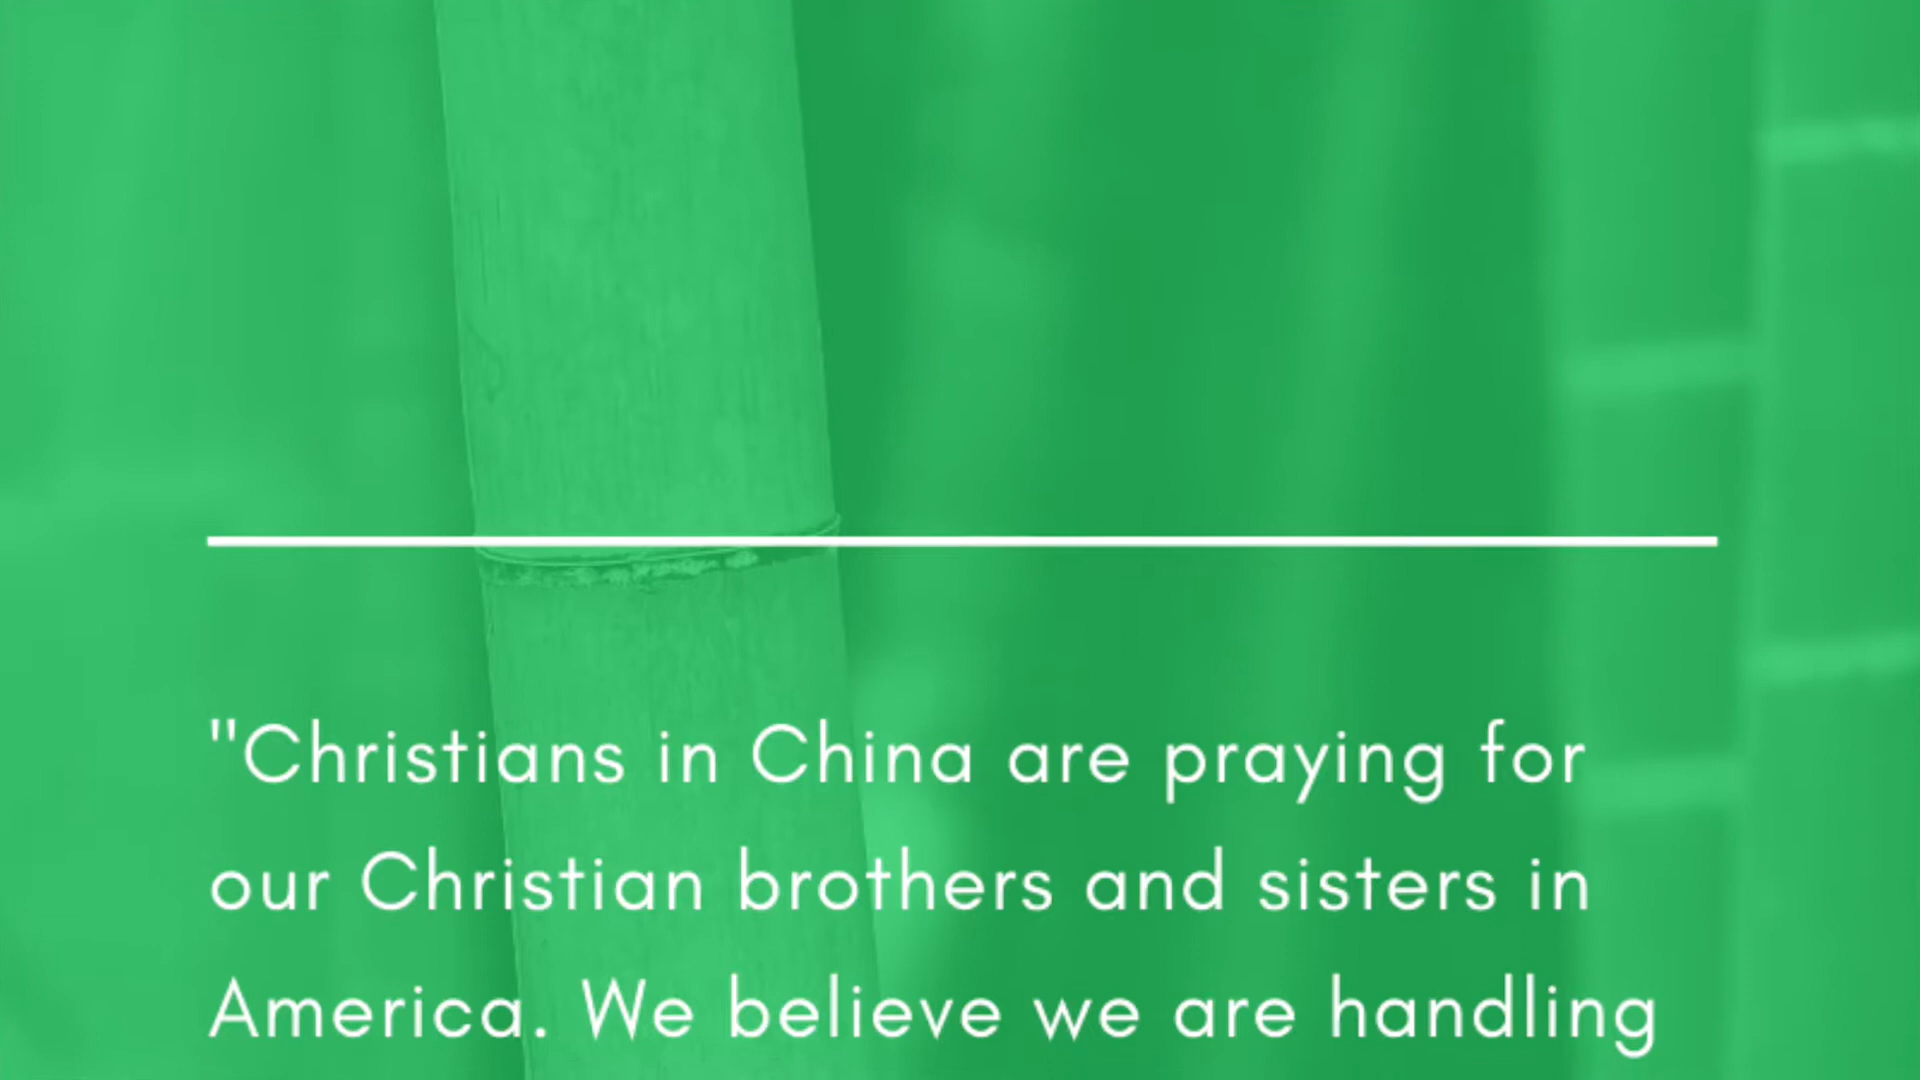 "Christians in China are praying for
our Christian brothers and sisters in
America. We believe we are handling